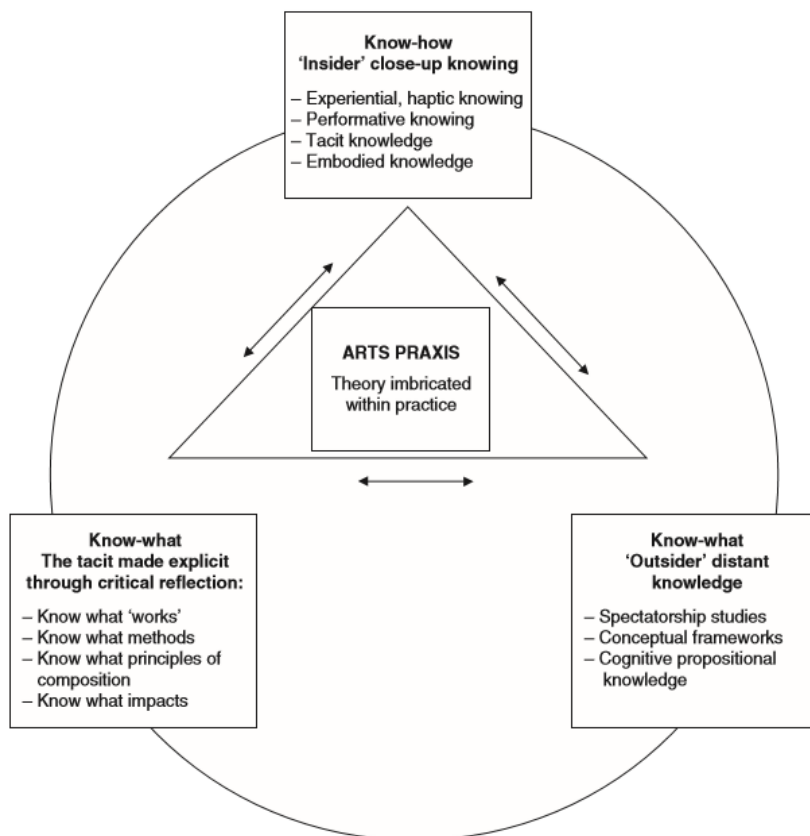 Know-how
‘Insider’ close-up knowing
– Experiential, haptic knowing
– Performative knowing
– Tacit knowledge
– Embodied knowledge
ARTS PRAXIS
Theory imbricated
within practice
Know-what
The tacit made explicit
through critical reflection:
– Know what ‘works’
– Know what methods
– Know what principles of
composition
– Know what impacts
Know-what
‘Outsider’ distant
knowledge
– Spectatorship studies
– Conceptual frameworks
– Cognitive propositional
knowledge